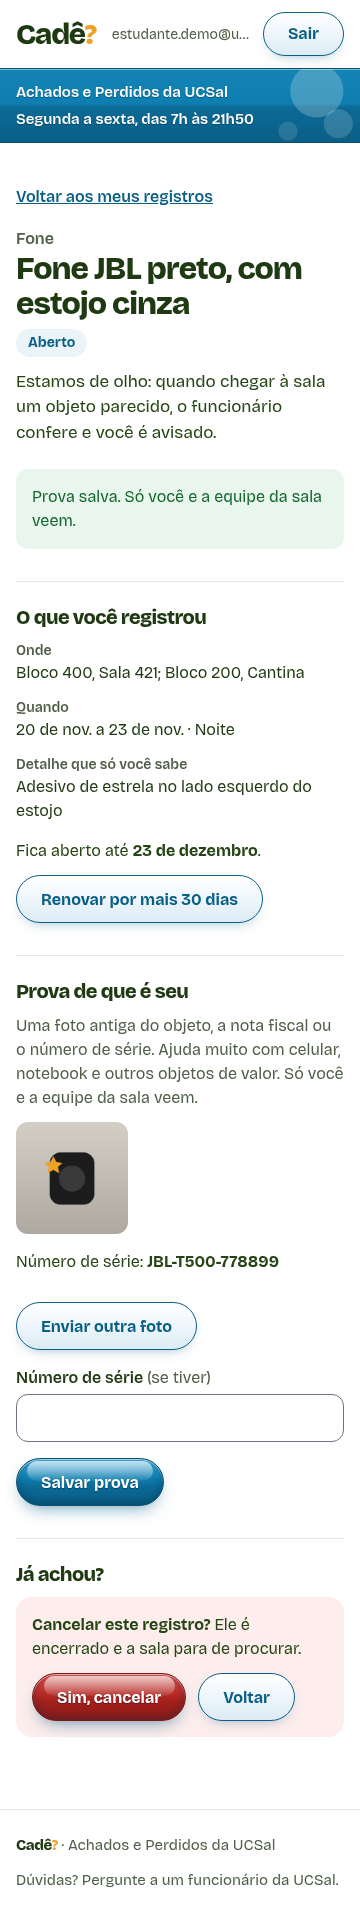 Cadê? estudante.demo@u... Sair
Achados e Perdidos da UCSal
Segunda a sexta, das 7h às 21h50
Voltar aos meus registros
Fone
Fone JBL preto, com
estojo cinza
Aberto
Estamos de olho: quando chegar à sala
um objeto parecido, o funcionário
confere e você é avisado.
Prova salva. Só você e a equipe da sala
veem.
O que você registrou
Onde
Bloco 400, Sala 421; Bloco 200, Cantina
Quando
20 de nov. a 23 de nov. · Noite
Detalhe que só você sabe
Adesivo de estrela no lado esquerdo do
estojo
Fica aberto até 23 de dezembro.
Renovar por mais 30 dias
Prova de que é seu
Uma foto antiga do objeto, a nota fiscal ou
o número de série. Ajuda muito com celular,
notebook e outros objetos de valor. Só você
e a equipe da sala veem.
Número de série: JBL-T500-778899
Enviar outra foto
Número de série (se tiver)
Salvar prova
Já achou?
Cancelar este registro? Ele é
encerrado e a sala para de procurar.
Sim, cancelar Voltar
Cadê? · Achados e Perdidos da UCSal
Dúvidas? Pergunte a um funcionário da UCSal.